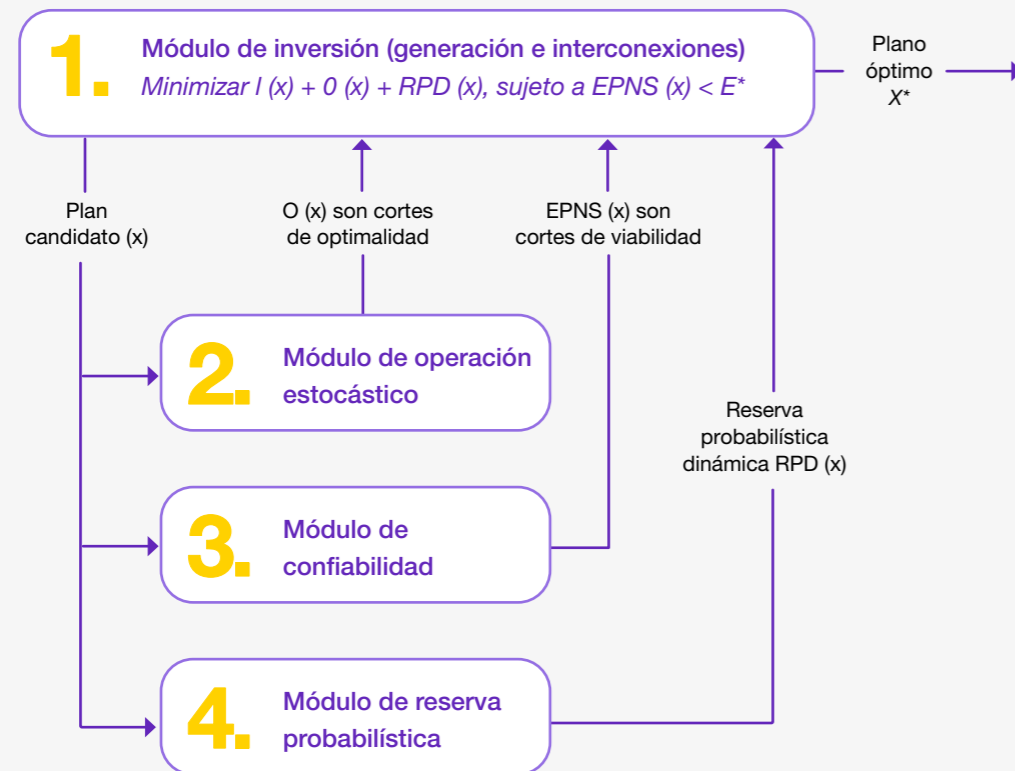 1.
Módulo de inversión (generación e interconexiones)
Minimizar I (x) + 0 (x) + RPD (x), sujeto a EPNS (x) < E*
Plano
óptimo
X*
Plan
candidato (x)
O (x) son cortes
de optimalidad
EPNS (x) son
cortes de viabilidad
2.
Módulo de operación
estocástico
Reserva
probabilística
dinámica RPD (x)
3.
Módulo de
confiabilidad
4.
Módulo de reserva
probabilística